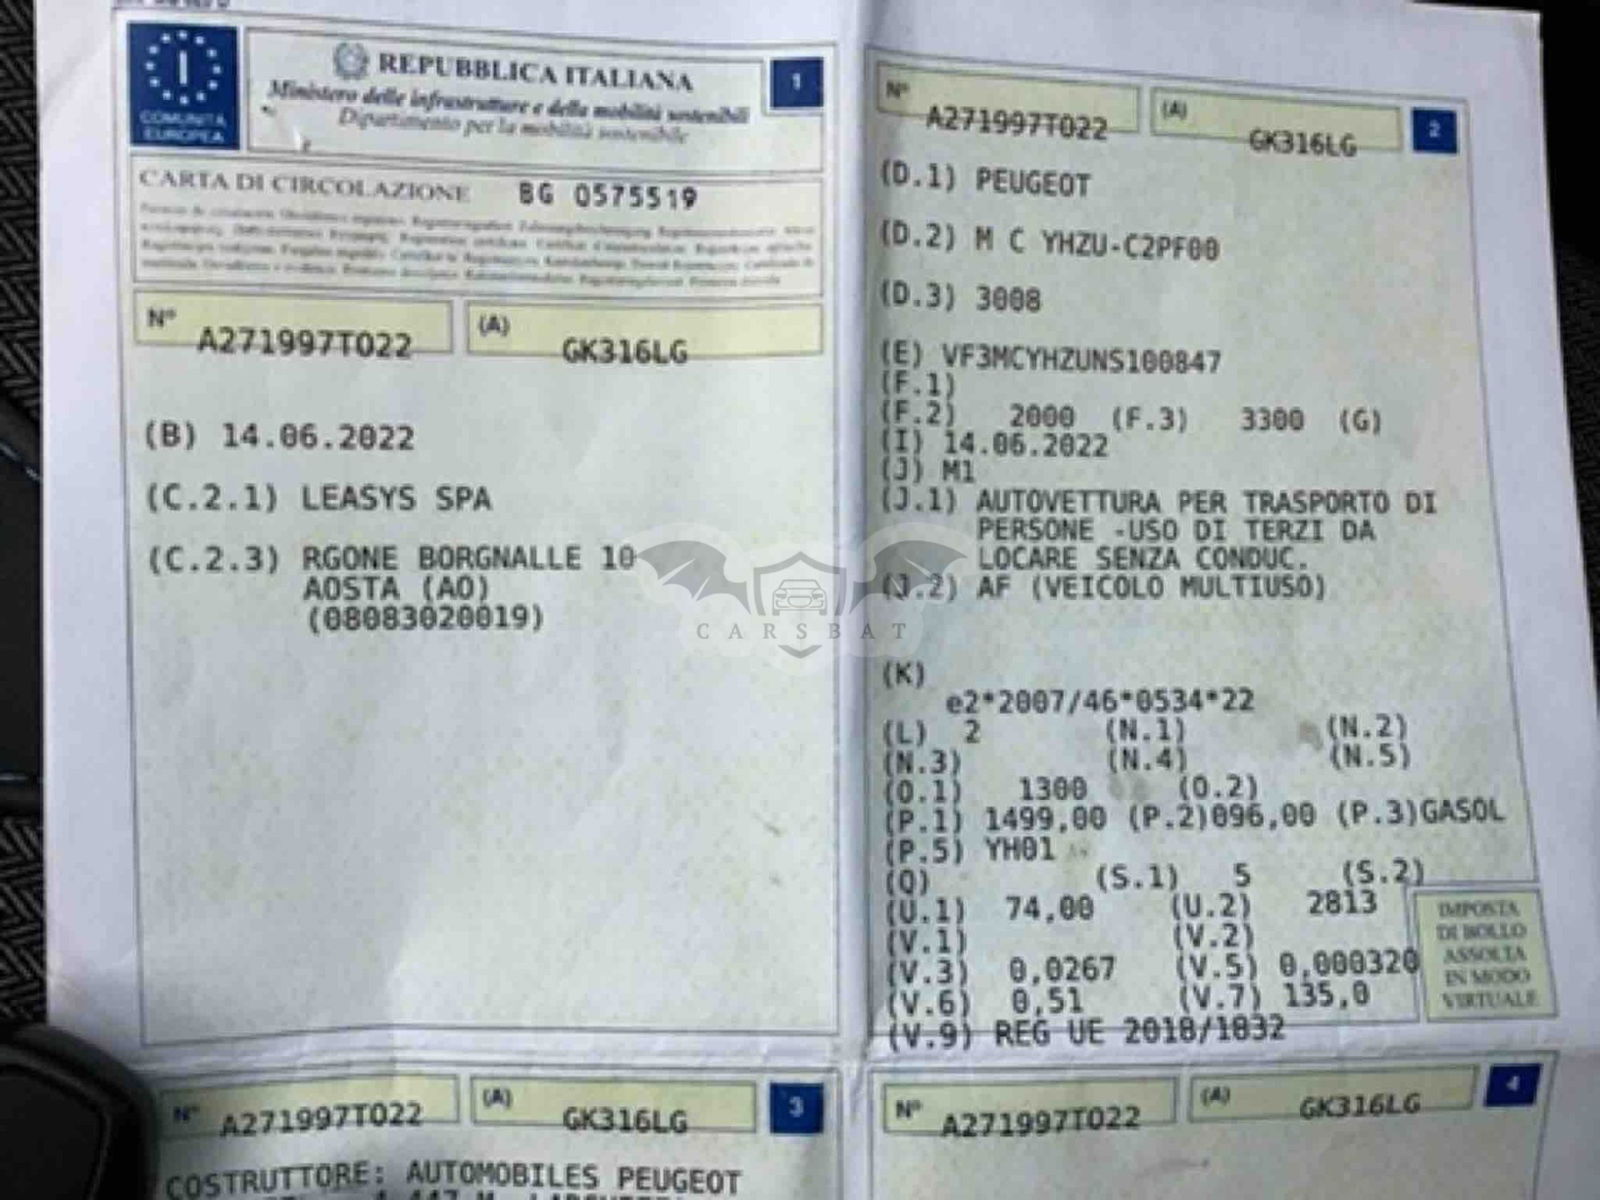 COMUNITÀ
EUROPEA
REPUBBLICA ITALIANA
Ministero delle infrastrutture e della mobilità sostenibili
Dipartimento per la mobilità sostenibile
1
CARTA DI CIRCOLAZIONE BG 0575519
N° A271997T022 (A) GK316LG
(B) 14.06.2022
(C.2.1) LEASYS SPA
(C.2.3) RGONE BORGNALLE 10
AOSTA (AO)
(08083020019)
N° A271997T022 (A) GK316LG 2
(D.1) PEUGEOT
(D.2) M C YHZU-C2PF00
(D.3) 3008
(E) VF3MCYHZUNS100847
(F.1)
(F.2) 2000 (F.3) 3300 (G)
(I) 14.06.2022
(J) M1
(J.1) AUTOVETTURA PER TRASPORTO DI
PERSONE -USO DI TERZI DA
LOCARE SENZA CONDUC.
(J.2) AF (VEICOLO MULTIUSO)
CARSBAT
(K)
e2*2007/46*0534*22
(L) 2 (N.1) (N.2)
(N.3) (N.4) (N.5)
(O.1) 1300 (O.2)
(P.1) 1499,00 (P.2)096,00 (P.3)GASOL
(P.5) YH01
(Q) (S.1) 5 (S.2)
(U.1) 74,00 (U.2) 2813
(V.1) (V.2)
(V.3) 0,0267 (V.5) 0,000320
(V.6) 0,51 (V.7) 135,0
(V.9) REG UE 2018/1832
IMPOSTA
DI BOLLO
ASSOLTA
IN MODO
VIRTUALE
N° A271997T022 (A) GK316LG 3
COSTRUTTORE: AUTOMOBILES PEUGEOT
N° A271997T022 (A) GK316LG 4